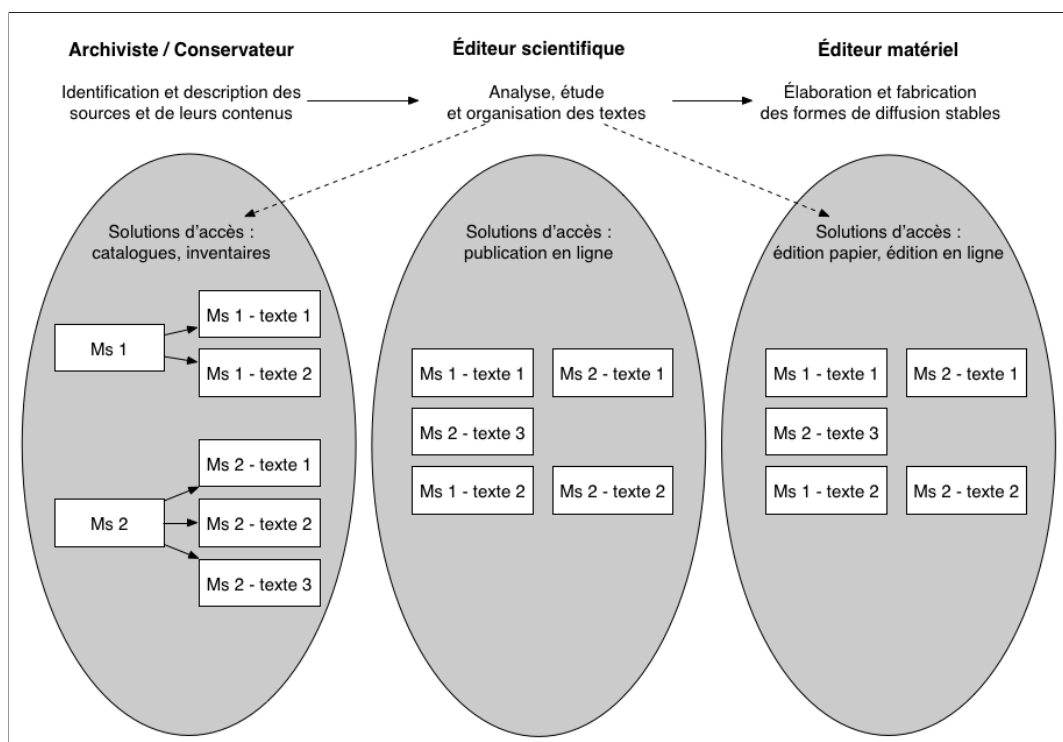 Archiviste / Conservateur
Identification et description des
sources et de leurs contenus
Éditeur scientifique
Analyse, étude
et organisation des textes
Éditeur matériel
Élaboration et fabrication
des formes de diffusion stables
Solutions d'accès :
catalogues, inventaires
Ms 1
Ms 1 - texte 1
Ms 1 - texte 2
Ms 2
Ms 2 - texte 1
Ms 2 - texte 2
Ms 2 - texte 3
Solutions d'accès :
publication en ligne
Ms 1 - texte 1
Ms 2 - texte 1
Ms 2 - texte 3
Ms 1 - texte 2
Ms 2 - texte 2
Solutions d'accès :
édition papier, édition en ligne
Ms 1 - texte 1
Ms 2 - texte 1
Ms 2 - texte 3
Ms 1 - texte 2
Ms 2 - texte 2